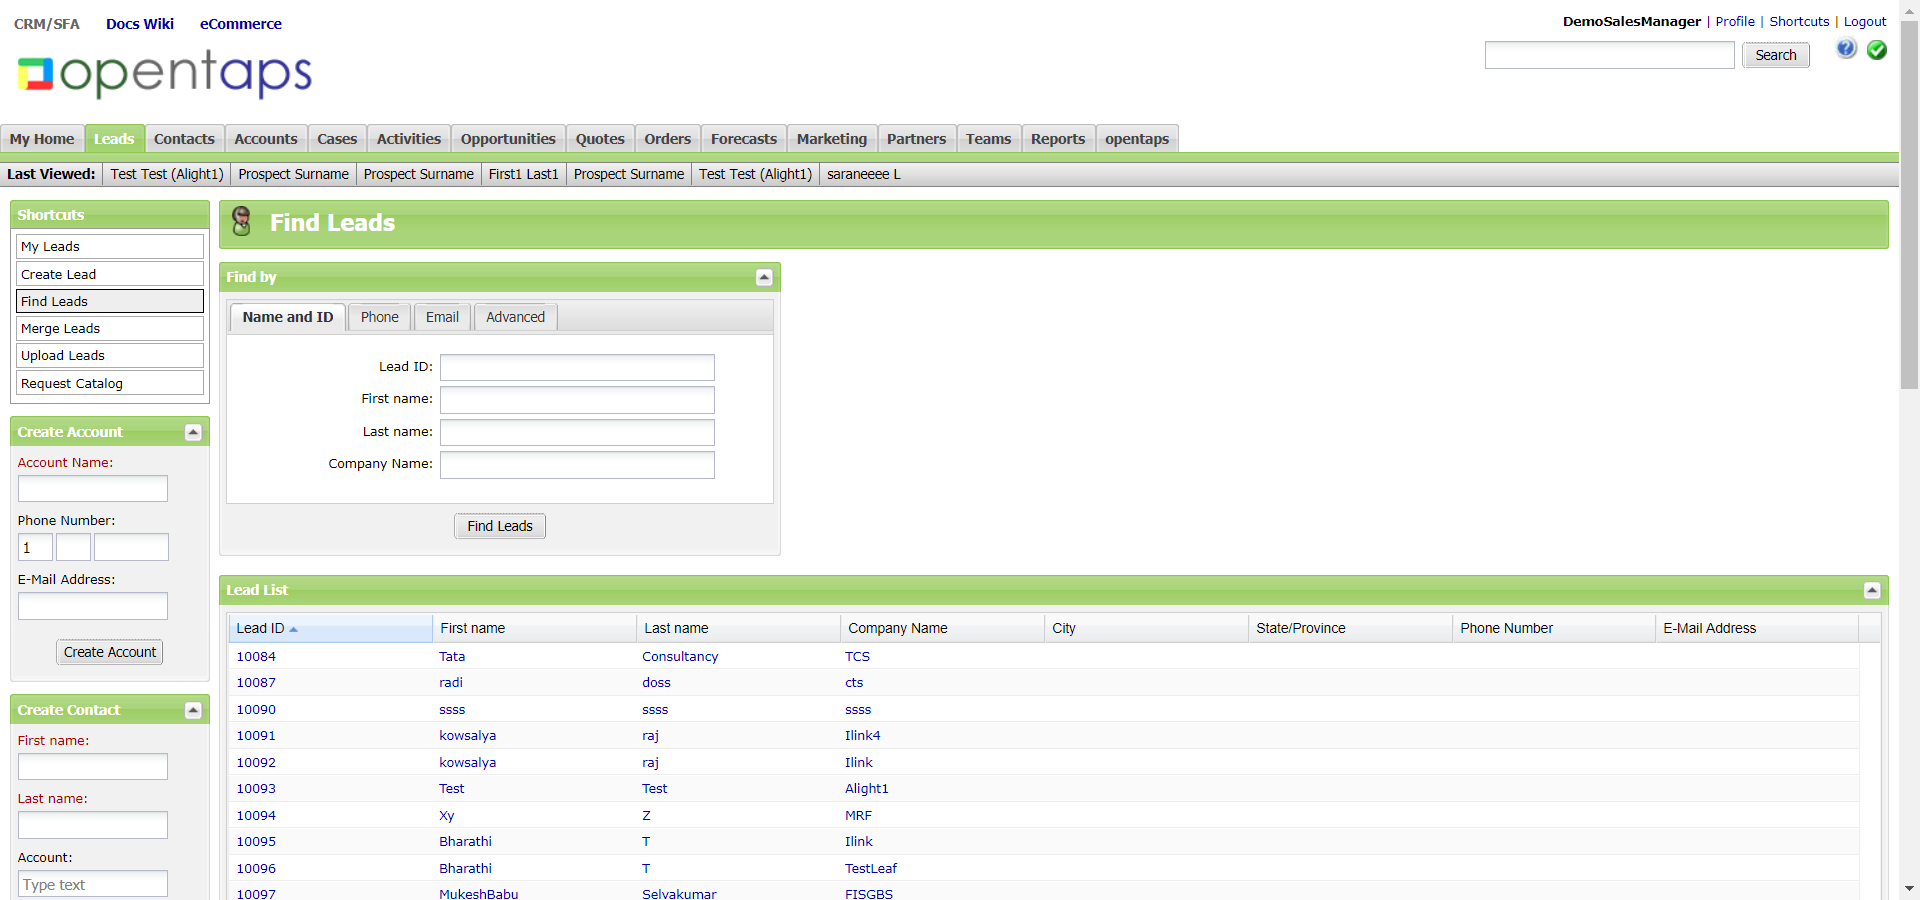 CRM/SFA Docs Wiki eCommerce
DemoSalesManager | Profile | Shortcuts | Logout
opentaps
Search
My Home Leads Contacts Accounts Cases Activities Opportunities Quotes Orders Forecasts Marketing Partners Teams Reports opentaps
Last Viewed: Test Test (Alight1) Prospect Surname Prospect Surname First1 Last1 Prospect Surname Test Test (Alight1) saraneeee L
Shortcuts
My Leads
Create Lead
Find Leads
Merge Leads
Upload Leads
Request Catalog
Create Account
Account Name:
Phone Number:
1
E-Mail Address:
Create Account
Create Contact
First name:
Last name:
Account:
Type text
Find Leads
Find by
Name and ID Phone Email Advanced
Lead ID:
First name:
Last name:
Company Name:
Find Leads
Lead List
Lead ID First name Last name Company Name City State/Province Phone Number E-Mail Address
10084 Tata Consultancy TCS
10087 radi doss cts
10090 ssss ssss ssss
10091 kowsalya raj Ilink4
10092 kowsalya raj Ilink
10093 Test Test Alight1
10094 Xy Z MRF
10095 Bharathi T Ilink
10096 Bharathi T TestLeaf
10097 MukeshBabu Selvakumar FISGBS